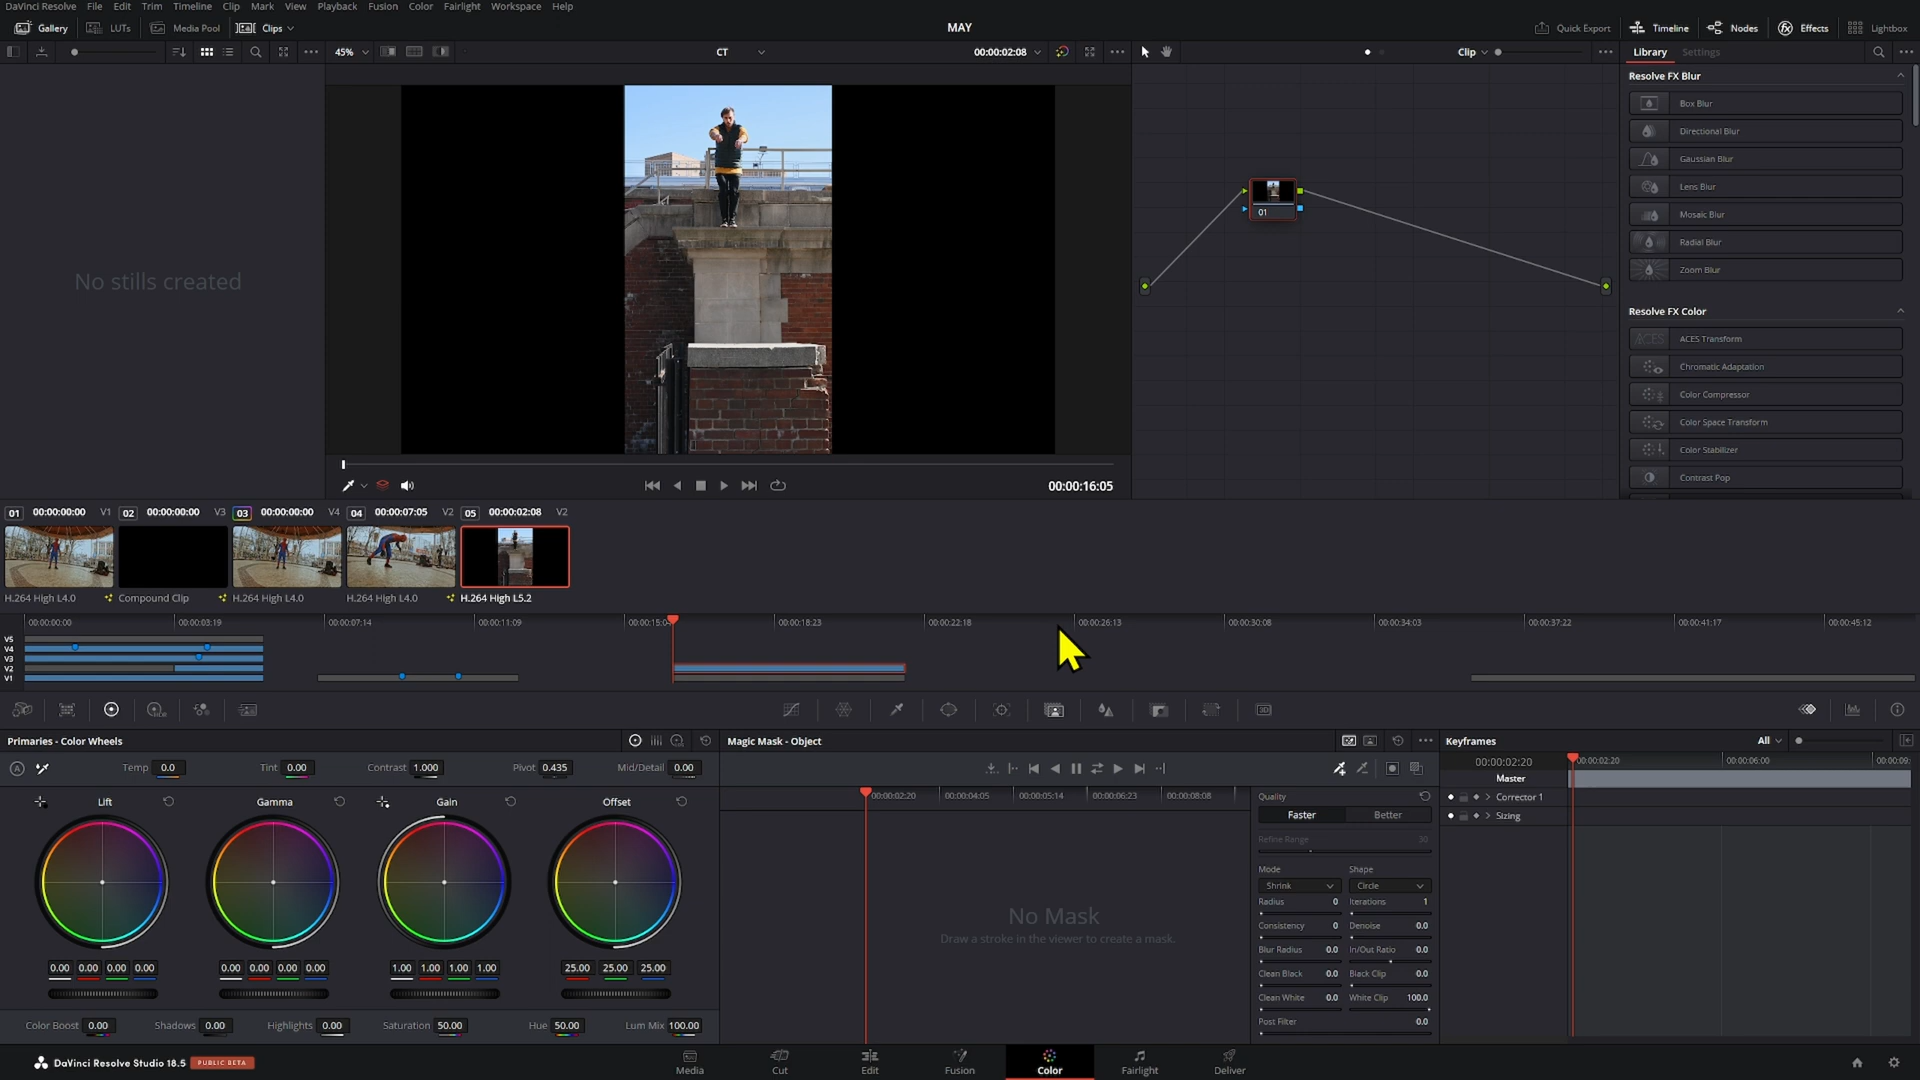 DaVinci Resolve File Edit Trim Timeline Clip Mark View Playback Fusion Color Fairlight Workspace Help
Gallery LUTs Media Pool Clips MAY Quick Export Timeline Nodes Effects Lightbox
45% CT 00:00:02:08 Clip Library Settings
Resolve FX Blur
Box Blur
Directional Blur
Gaussian Blur
Lens Blur
Mosaic Blur
Radial Blur
Zoom Blur
Resolve FX Color
ACES Transform
Chromatic Adaptation
Color Compressor
Color Space Transform
Color Stabilizer
Contrast Pop
No stills created
01
00:00:16:05
01 00:00:00:00 V1 02 00:00:00:00 V3 03 00:00:00:00 V4 04 00:00:07:05 V2 05 00:00:02:08 V2
H.264 High L4.0 Compound Clip H.264 High L4.0 H.264 High L4.0 H.264 High L5.2
00:00:00:00 00:00:03:19 00:00:07:14 00:00:11:09 00:00:15:0 00:00:18:23 00:00:22:18 00:00:26:13 00:00:30:08 00:00:34:03 00:00:37:22 00:00:41:17 00:00:45:12
V5
V4
V3
V2
V1
HDR 3D
Primaries - Color Wheels Magic Mask - Object Keyframes All
Temp 0.0 Tint 0.00 Contrast 1.000 Pivot 0.435 Mid/Detail 0.00
Lift Gamma Gain Offset
0.00 0.00 0.00 0.00 0.00 0.00 0.00 0.00 1.00 1.00 1.00 1.00 25.00 25.00 25.00
Color Boost 0.00 Shadows 0.00 Highlights 0.00 Saturation 50.00 Hue 50.00 Lum Mix 100.00
00:00:02:20 00:00:04:05 00:00:05:14 00:00:06:23 00:00:08:08
No Mask
Draw a stroke in the viewer to create a mask.
Quality
Faster Better
Refine Range 30
Mode Shape
Shrink Circle
Radius 0 Iterations 1
Consistency 0 Denoise 0.0
Blur Radius 0.0 In/Out Ratio 0.0
Clean Black 0.0 Black Clip 0.0
Clean White 0.0 White Clip 100.0
Post Filter 0.0
00:00:02:20 00:00:02:20 00:00:06:00 00:00:09:
Master
Corrector 1
Sizing
DaVinci Resolve Studio 18.5 PUBLIC BETA
Media Cut Edit Fusion Color Fairlight Deliver